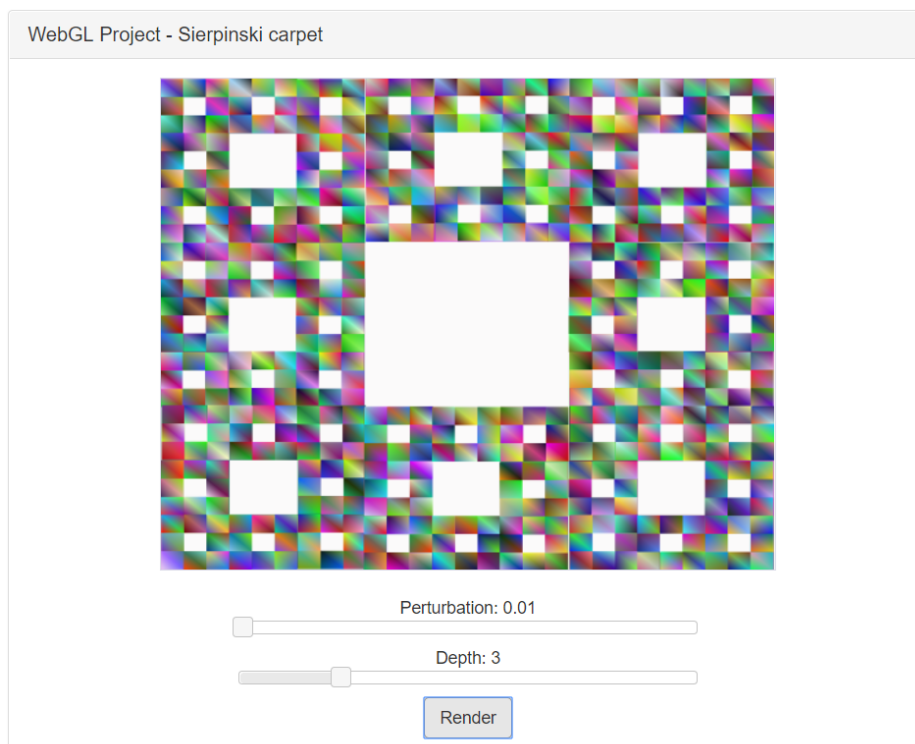 WebGL Project - Sierpinski carpet
Perturbation: 0.01
Depth: 3
Render